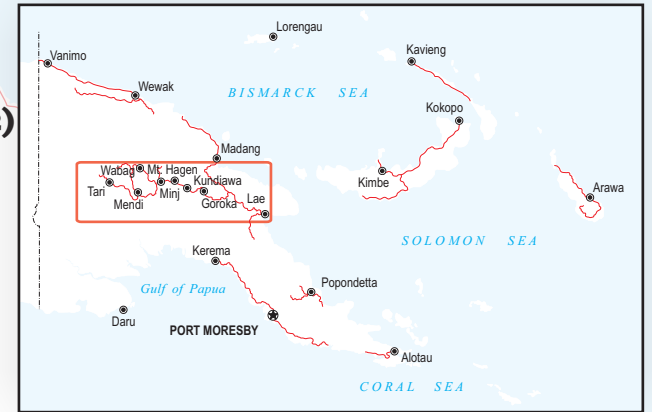 Lorengau
Vanimo
Kavieng
Wewak
BISMARCK SEA
Kokopo
)
Madang
Wabag
Mt. Hagen
Kundiawa
Kimbe
Tari
Minj
Lae
Arawa
Mendi
Goroka
SOLOMON SEA
Kerema
Gulf of Papua
Popondetta
Daru
PORT MORESBY
Alotau
CORAL SEA